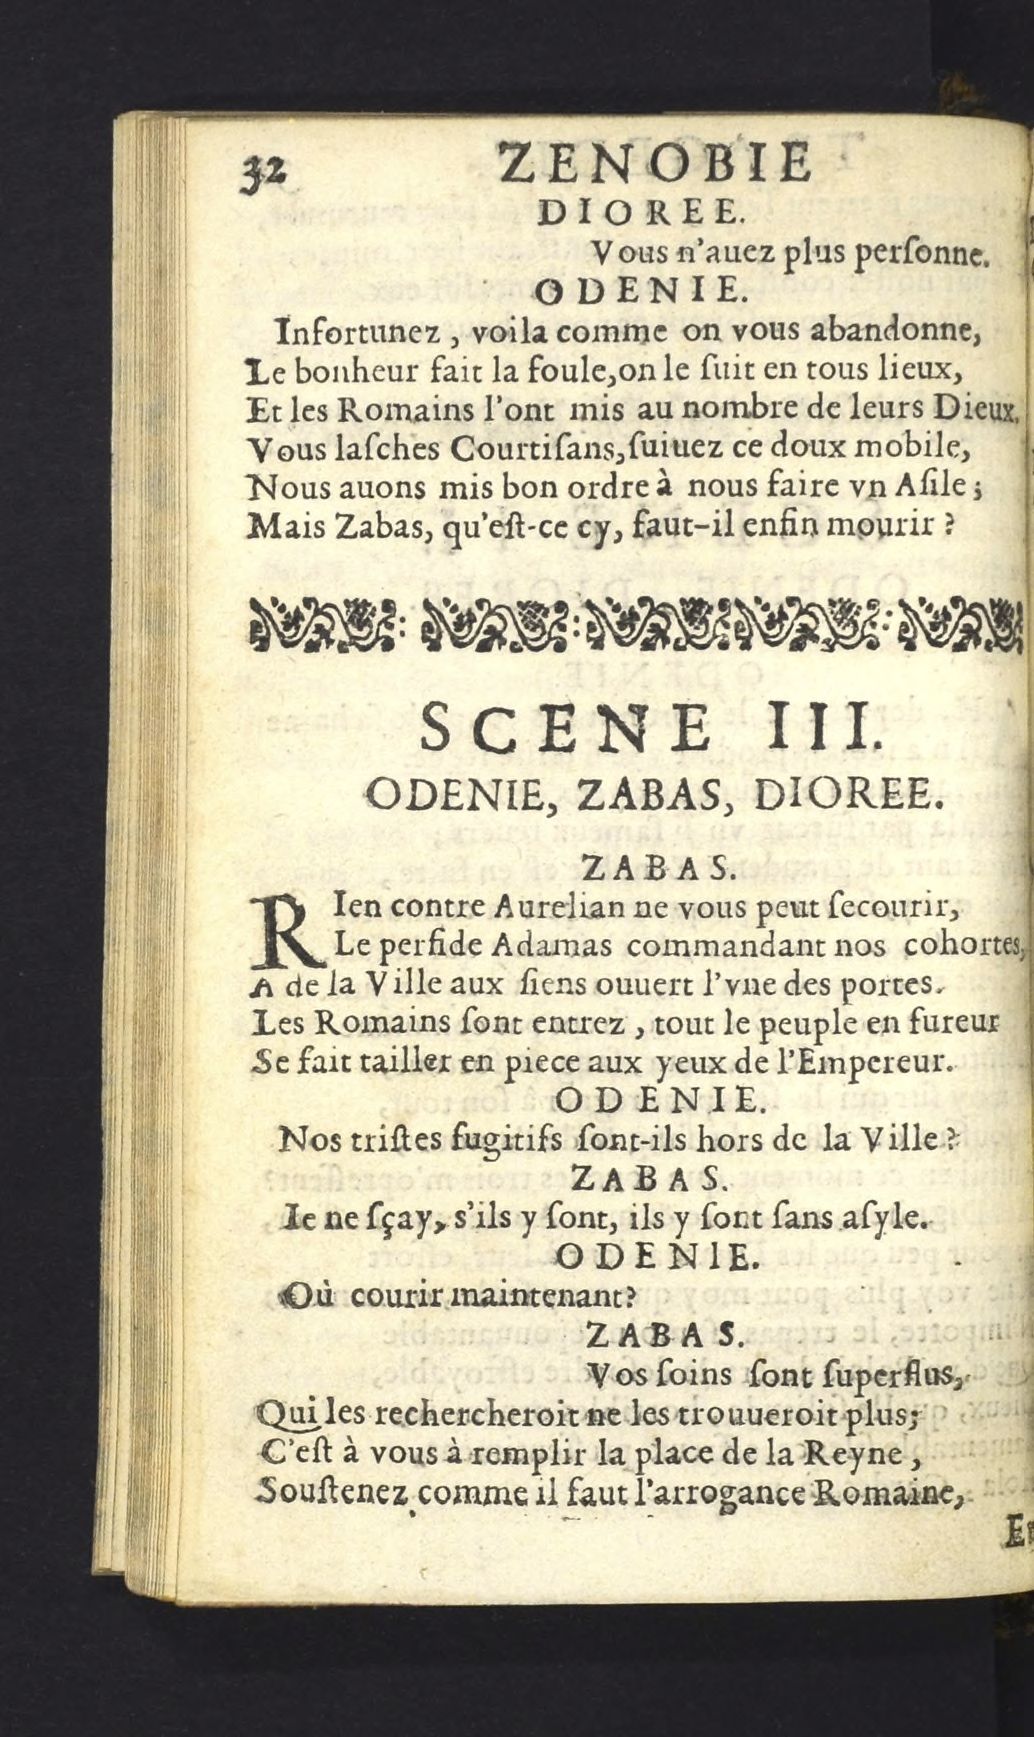 32 ZENOBIE
DIOREE.
Vous n'auez plus perſonne.
ODENIE.
Infortunez , voila comme on vous abandonne,
Le bonheur fait la foule,on le ſuit en tous lieux,
Et les Romains l'ont mis au nombre de leurs Dieux.
Vous laſches Courtiſans,ſuiuez ce doux mobile,
Nous auons mis bon ordre à nous faire vn Aſile ;
Mais Zabas, qu'eſt-ce cy, faut-il enfin mourir ?
SCENE III.
ODENIE, ZABAS, DIOREE.
ZABAS.
RIen contre Aurelian ne vous peut ſecourir,
Le perfide Adamas commandant nos cohortes,
A de la Ville aux ſiens ouuert l'vne des portes.
Les Romains ſont entrez , tout le peuple en fureur
Se fait tailler en piece aux yeux de l'Empereur.
ODENIE.
Nos triſtes fugitifs ſont-ils hors de la Ville ?
ZABAS.
Ie ne ſçay, s'ils y ſont, ils y ſont ſans aſyle.
ODENIE.
Où courir maintenant?
ZABAS.
Vos ſoins ſont ſuperflus,
Qui les rechercheroit ne les trouueroit plus;
C'eſt à vous à remplir la place de la Reyne ,
Souſtenez comme il faut l'arrogance Romaine,